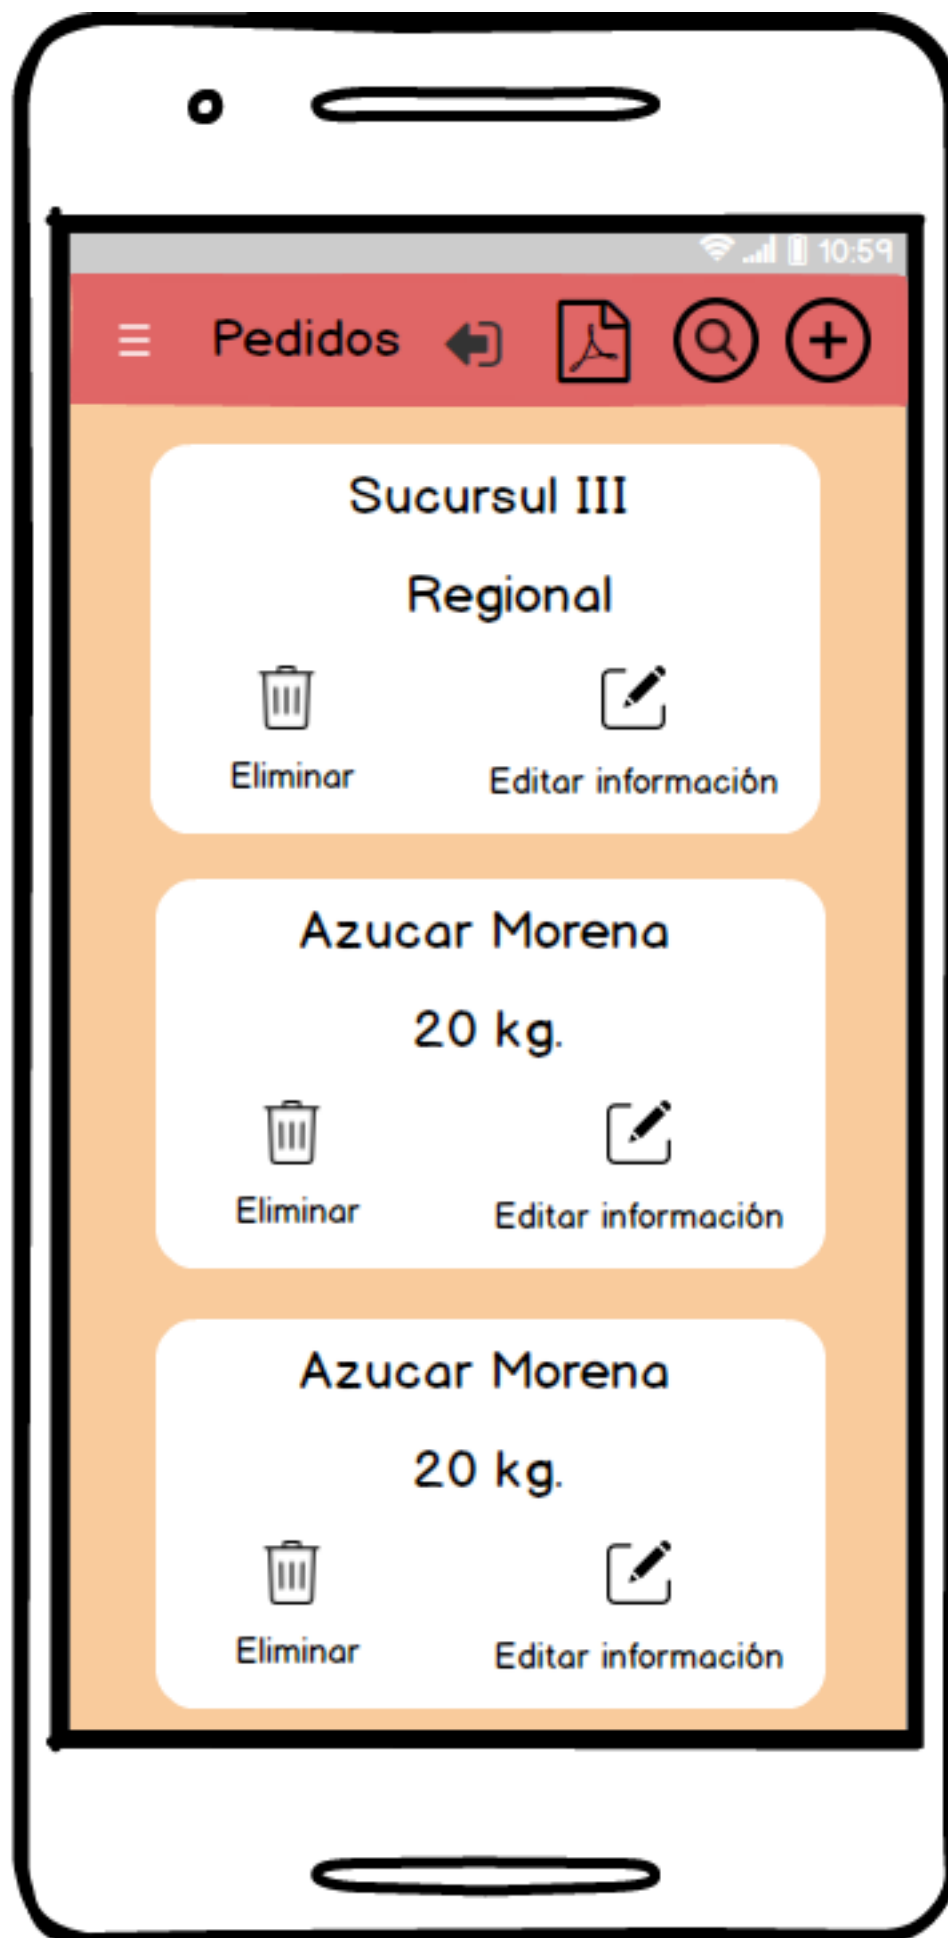 10:59
Pedidos
Sucursul III
Regional
Eliminar Editar información
Azucar Morena
20 kg.
Eliminar Editar información
Azucar Morena
20 kg.
Eliminar Editar información